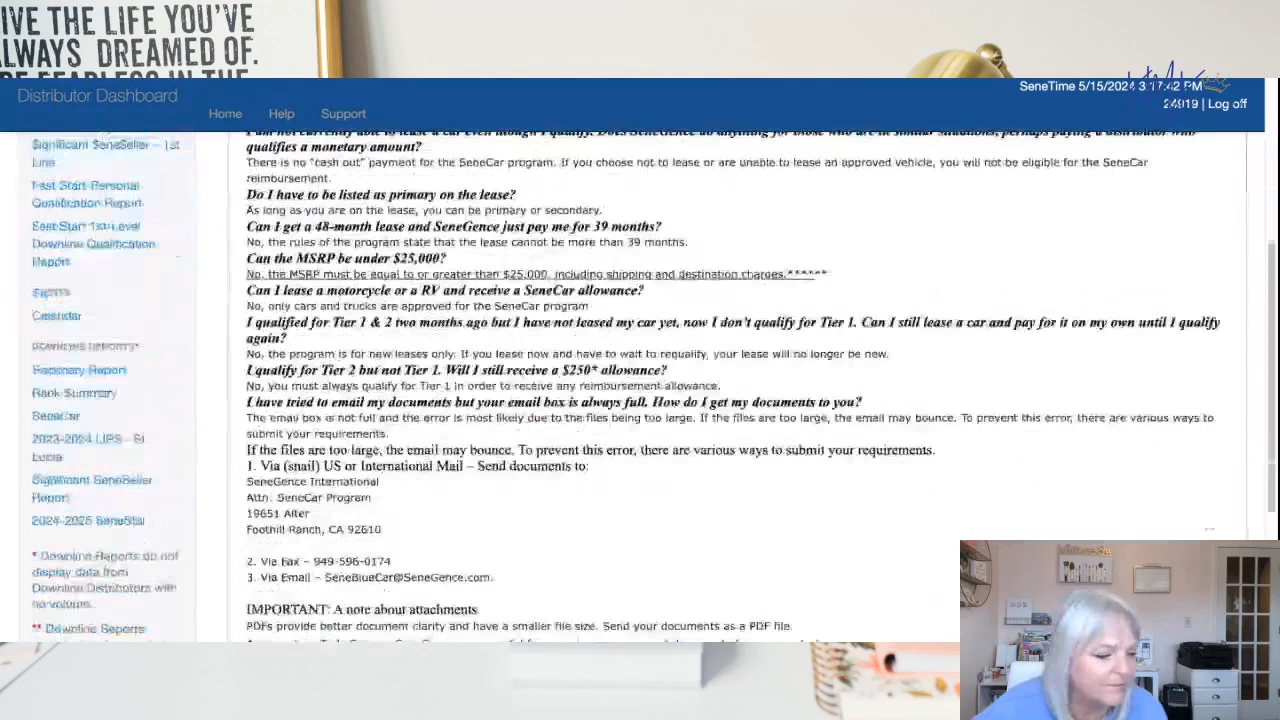 IVE THE LIFE YOU'VE
LWAYS DREAMED OF.
Distributor Dashboard
Home Help Support
SeneTime 5/15/2024 3:17:42 PM
24919 | Log off
Significant SeneSeller - 1st
Line
Fast Start Personal
Qualification Report
Downline Qualification
Report
Calendar
Rank Summary
SeneCar
Significant SeneSeller
Report
* Downline Reports do not
display data from
Downline Distributors with
no volume.
** Downline Reports
qualifies a monetary amount?
There is no "cash out" payment for the SeneCar program. If you choose not to lease or are unable to lease an approved vehicle, you will not be eligible for the SeneCar
reimbursement.
Do I have to be listed as primary on the lease?
As long as you are on the lease, you can be primary or secondary.
Can I get a 48-month lease and SeneGence just pay me for 39 months?
No, the rules of the program state that the lease cannot be more than 39 months.
Can the MSRP be under $25,000?
No, the MSRP must be equal to or greater than $25,000, including shipping and destination charges.******
Can I lease a motorcycle or a RV and receive a SeneCar allowance?
No, only cars and trucks are approved for the SeneCar program
I qualified for Tier 1 & 2 two months ago but I have not leased my car yet, now I don't qualify for Tier 1. Can I still lease a car and pay for it on my own until I qualify
again?
No, the program is for new leases only. If you lease now and have to wait to requalify, your lease will no longer be new.
I qualify for Tier 2 but not Tier 1. Will I still receive a $250* allowance?
No, you must always qualify for Tier 1 in order to receive any reimbursement allowance.
I have tried to email my documents but your email box is always full. How do I get my documents to you?
The email box is not full and the error is most likely due to the files being too large. If the files are too large, the email may bounce. To prevent this error, there are various ways to
submit your requirements.
If the files are too large, the email may bounce. To prevent this error, there are various ways to submit your requirements.
1. Via (snail) US or International Mail – Send documents to:
SeneGence International
Attn. SeneCar Program
19651 Alter
Foothill Ranch, CA 92610
2. Via Fax – 949-596-0174
3. Via Email – SeneBlueCar@SeneGence.com.
IMPORTANT: A note about attachments
PDFs provide better document clarity and have a smaller file size. Send your documents as a PDF file.